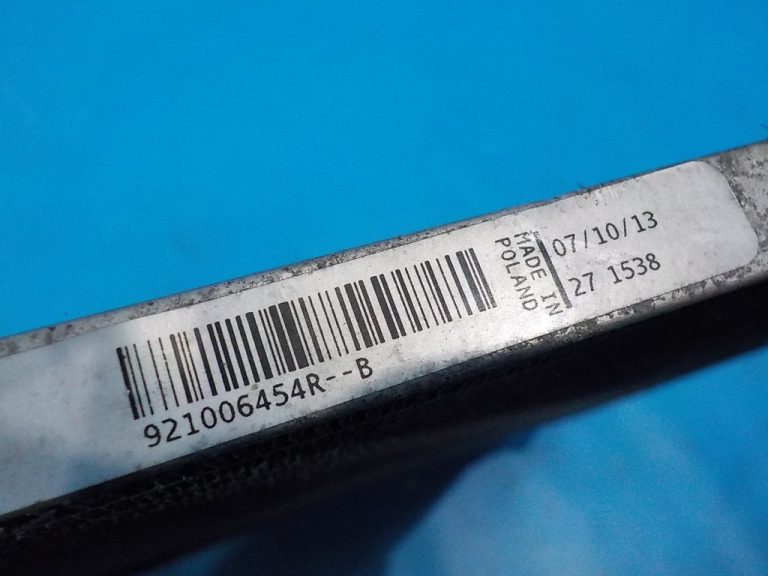 921006454R--B
MADE IN
POLAND
07/10/13
27 1538